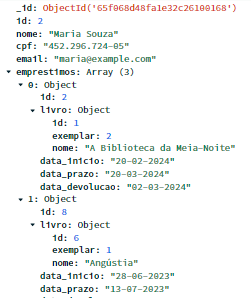 _id: ObjectId('65f068d48fa1e32c26100168')
id: 2
nome: "Maria Souza"
cpf: "452.296.724-05"
email: "maria@example.com"
emprestimos: Array (3)
0: Object
id: 2
livro: Object
id: 1
exemplar: 2
nome: "A Biblioteca da Meia-Noite"
data_inicio: "20-02-2024"
data_prazo: "20-03-2024"
data_devolucao: "02-03-2024"
1: Object
id: 8
livro: Object
id: 6
exemplar: 1
nome: "Angústia"
data_inicio: "28-06-2023"
data_prazo: "13-07-2023"